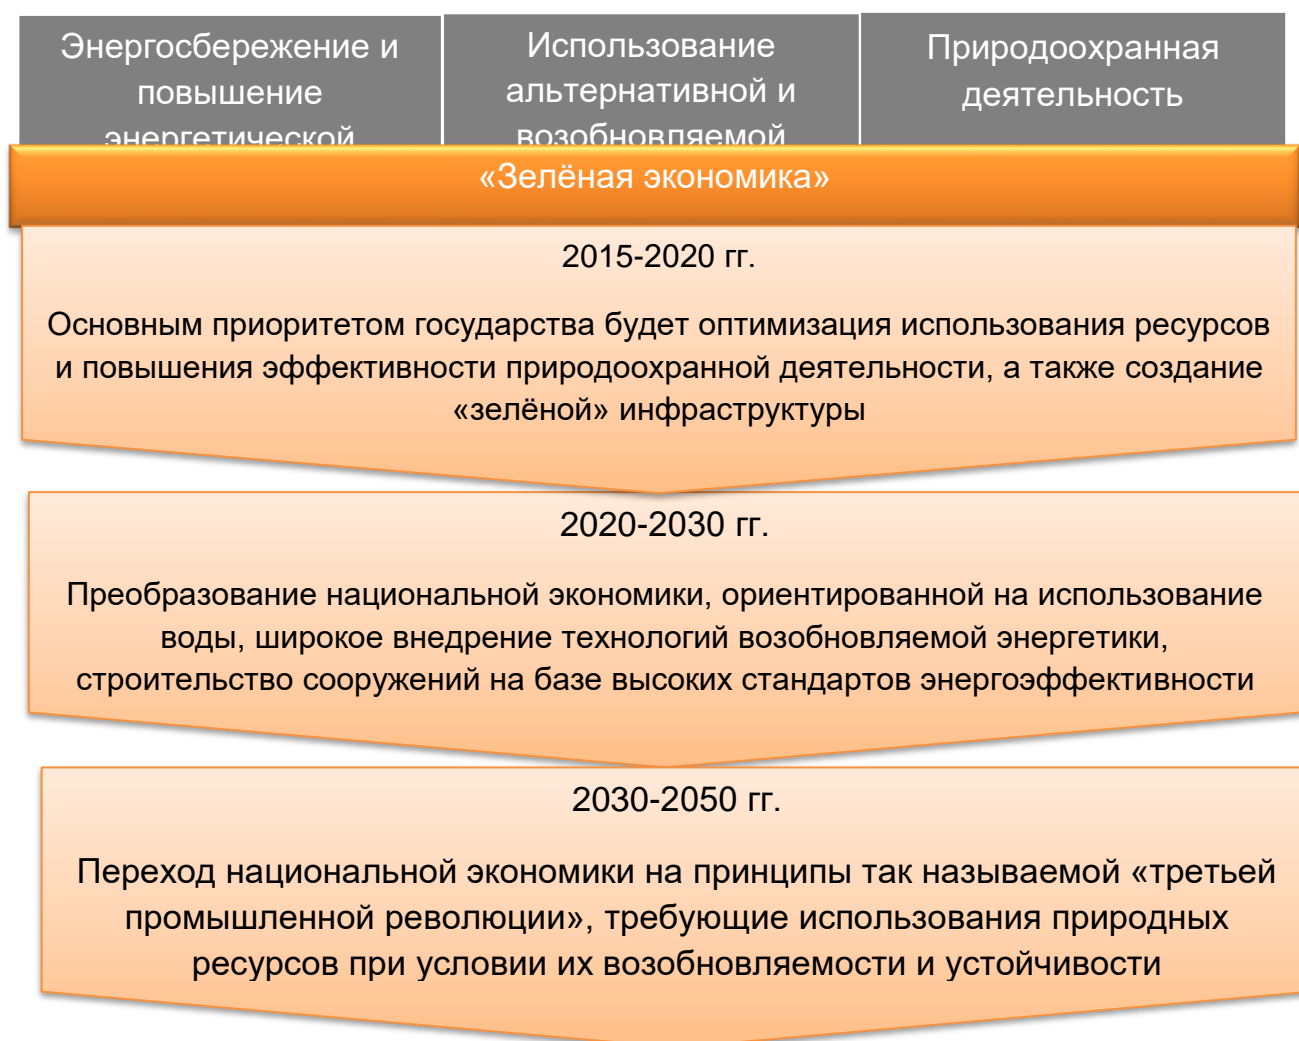 Энергосбережение и
повышение
энергетической
Использование
альтернативной и
возобновляемой
Природоохранная
деятельность
«Зелёная экономика»
2015-2020 гг.
Основным приоритетом государства будет оптимизация использования ресурсов
и повышения эффективности природоохранной деятельности, а также создание
«зелёной» инфраструктуры
2020-2030 гг.
Преобразование национальной экономики, ориентированной на использование
воды, широкое внедрение технологий возобновляемой энергетики,
строительство сооружений на базе высоких стандартов энергоэффективности
2030-2050 гг.
Переход национальной экономики на принципы так называемой «третьей
промышленной революции», требующие использования природных
ресурсов при условии их возобновляемости и устойчивости